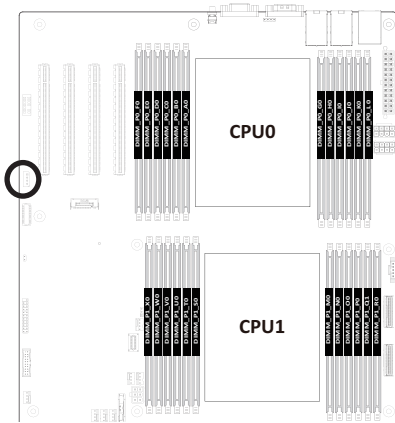 DIMM_P0_F0
DIMM_P0_E0
DIMM_P0_D0
DIMM_P0_C0
DIMM_P0_B0
DIMM_P0_A0
CPU0
DIMM_P0_G0
DIMM_P0_H0
DIMM_P0_I0
DIMM_P0_J0
DIMM_P0_K0
DIMM_P0_L0
DIMM_P1_X0
DIMM_P1_W0
DIMM_P1_V0
DIMM_P1_U0
DIMM_P1_T0
DIMM_P1_S0
CPU1
DIMM_P1_M0
DIMM_P1_N0
DIMM_P1_O0
DIMM_P1_P0
DIMM_P1_Q1
DIMM_P1_R0